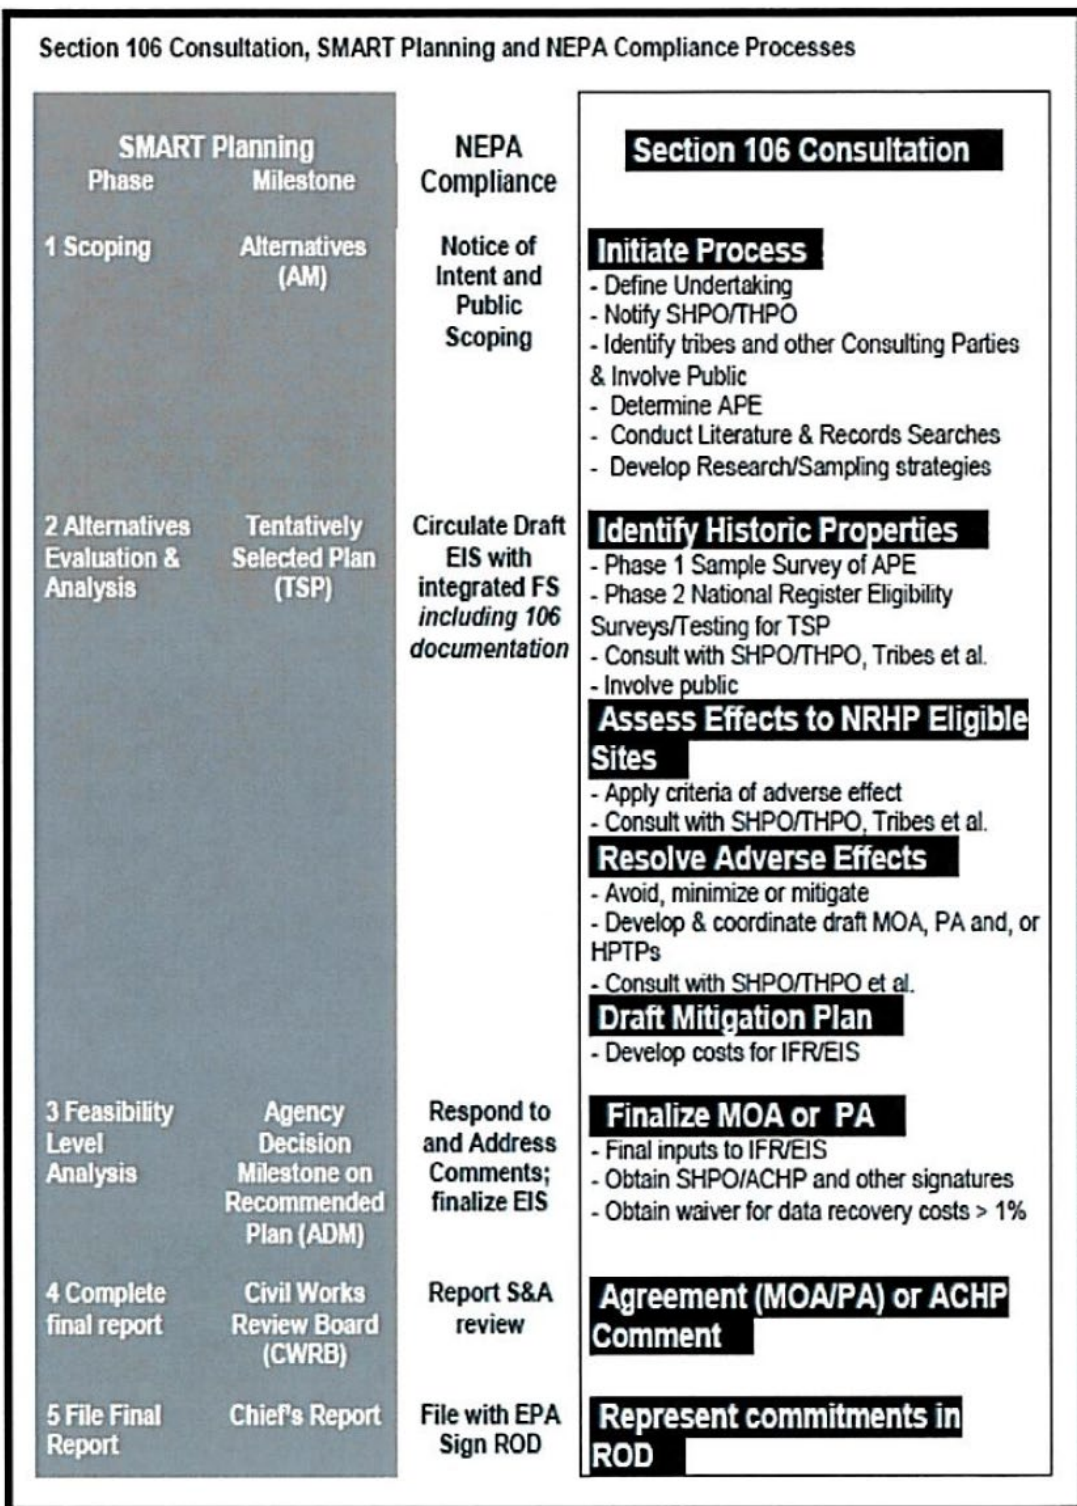 Section 106 Consultation, SMART Planning and NEPA Compliance Processes
SMART Planning
Phase
Milestone
NEPA
Compliance
Section 106 Consultation
1 Scoping
Alternatives
(AM)
Notice of
Intent and
Public
Scoping
Initiate Process
- Define Undertaking
- Notify SHPO/THPO
- Identify tribes and other Consulting Parties
& Involve Public
- Determine APE
- Conduct Literature & Records Searches
- Develop Research/Sampling strategies
2 Alternatives
Evaluation &
Analysis
Tentatively
Selected Plan
(TSP)
Circulate Draft
EIS with
integrated FS
including 106
documentation
Identify Historic Properties
- Phase 1 Sample Survey of APE
- Phase 2 National Register Eligibility
Surveys/Testing for TSP
- Consult with SHPO/THPO, Tribes et al.
- Involve public
Assess Effects to NRHP Eligible
Sites
- Apply criteria of adverse effect
- Consult with SHPO/THPO, Tribes et al.
Resolve Adverse Effects
- Avoid, minimize or mitigate
- Develop & coordinate draft MOA, PA and, or
HPTPs
- Consult with SHPO/THPO et al.
Draft Mitigation Plan
- Develop costs for IFR/EIS
3 Feasibility
Level
Analysis
Agency
Decision
Milestone on
Recommended
Plan (ADM)
Respond to
and Address
Comments;
finalize EIS
Finalize MOA or PA
- Final inputs to IFR/EIS
- Obtain SHPO/ACHP and other signatures
- Obtain waiver for data recovery costs > 1%
4 Complete
final report
Civil Works
Review Board
(CWRB)
Report S&A
review
Agreement (MOA/PA) or ACHP
Comment
5 File Final
Report
Chief's Report
File with EPA
Sign ROD
Represent commitments in
ROD